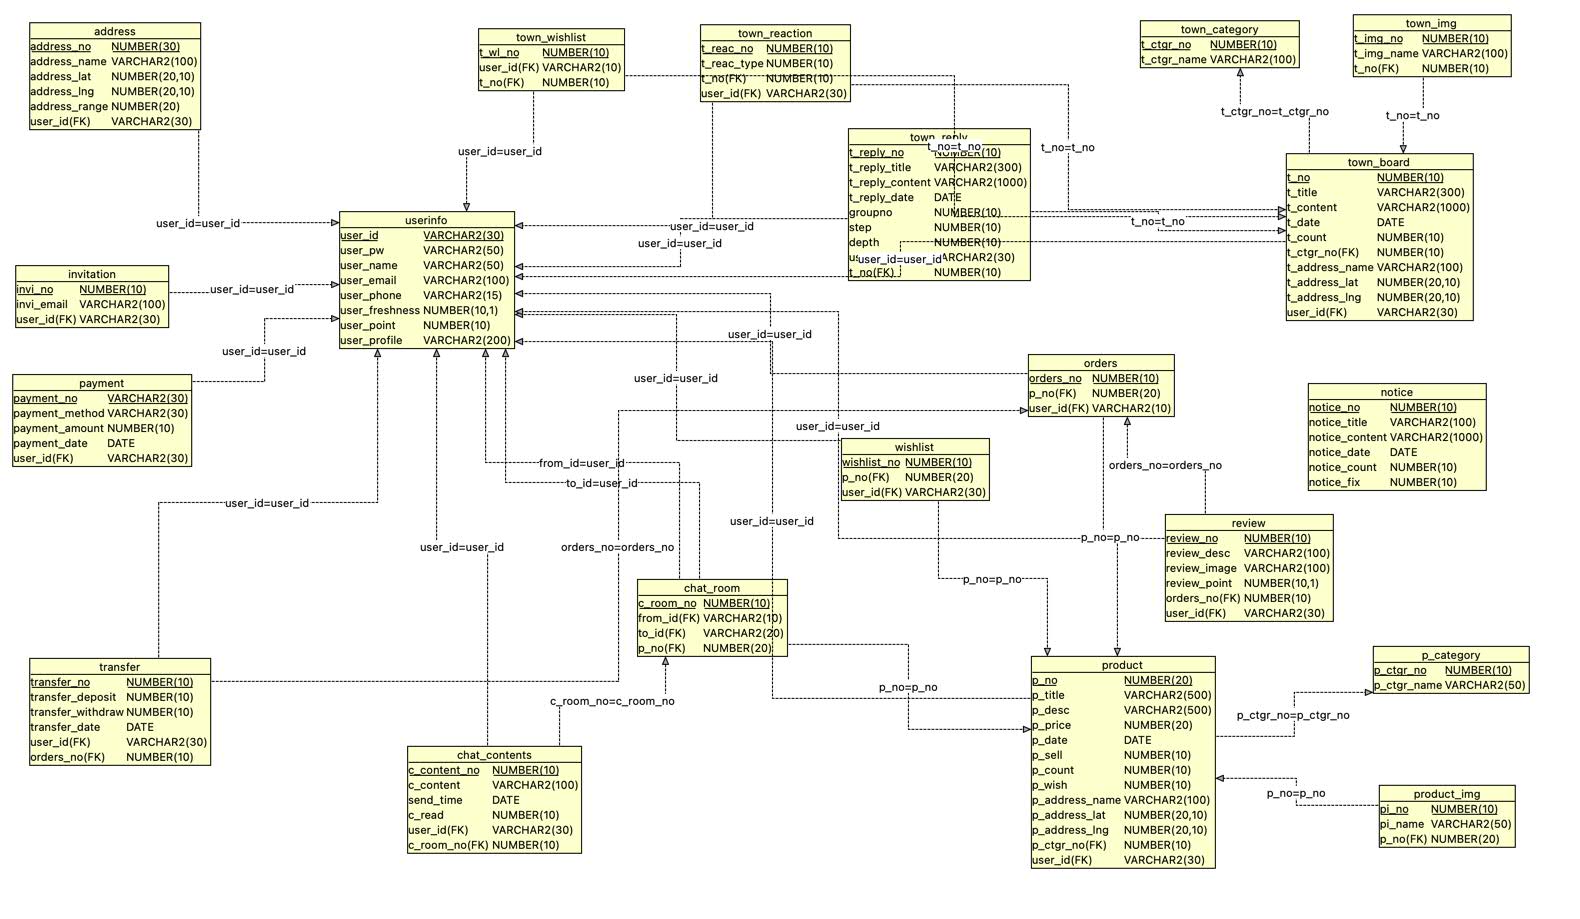 address
address_no NUMBER(30)
address_name VARCHAR2(100)
address_lat NUMBER(20,10)
address_lng NUMBER(20,10)
address_range NUMBER(20)
user_id(FK) VARCHAR2(30)
town_wishlist
t_wl_no NUMBER(10)
user_id(FK) VARCHAR2(10)
t_no(FK) NUMBER(10)
town_reaction
t_reac_no NUMBER(10)
t_reac_type NUMBER(10)
t_no(FK) NUMBER(10)
user_id(FK) VARCHAR2(30)
town_category
t_ctgr_no NUMBER(10)
t_ctgr_name VARCHAR2(100)
town_img
t_img_no NUMBER(10)
t_img_name VARCHAR2(100)
t_no(FK) NUMBER(10)
t_ctgr_no=t_ctgr_no
t_no=t_no
user_id=user_id
town_reply
t_reply_no NUMBER(10)
t_reply_title VARCHAR2(300)
t_reply_content VARCHAR2(1000)
t_reply_date DATE
groupno NUMBER(10)
step NUMBER(10)
depth NUMBER(10)
us VARCHAR2(30)
t_no(FK) NUMBER(10)
t_no=t_no
t_no=t_no
t_no=t_no
user_id=user_id
town_board
t_no NUMBER(10)
t_title VARCHAR2(300)
t_content VARCHAR2(1000)
t_date DATE
t_count NUMBER(10)
t_ctgr_no(FK) NUMBER(10)
t_address_name VARCHAR2(100)
t_address_lat NUMBER(20,10)
t_address_lng NUMBER(20,10)
user_id(FK) VARCHAR2(30)
user_id=user_id
userinfo
user_id VARCHAR2(30)
user_pw VARCHAR2(50)
user_name VARCHAR2(50)
user_email VARCHAR2(100)
user_phone VARCHAR2(15)
user_freshness NUMBER(10,1)
user_point NUMBER(10)
user_profile VARCHAR2(200)
user_id=user_id
user_id=user_id
invitation
invi_no NUMBER(10)
invi_email VARCHAR2(100)
user_id(FK) VARCHAR2(30)
user_id=user_id
user_id=user_id
user_id=user_id
user_id=user_id
user_id=user_id
payment
payment_no VARCHAR2(30)
payment_method VARCHAR2(30)
payment_amount NUMBER(10)
payment_date DATE
user_id(FK) VARCHAR2(30)
orders
orders_no NUMBER(10)
p_no(FK) NUMBER(20)
user_id(FK) VARCHAR2(10)
notice
notice_no NUMBER(10)
notice_title VARCHAR2(100)
notice_content VARCHAR2(1000)
notice_date DATE
notice_count NUMBER(10)
notice_fix NUMBER(10)
wishlist
wishlist_no NUMBER(10)
p_no(FK) NUMBER(20)
user_id(FK) VARCHAR2(30)
from_id=user_id
to_id=user_id
orders_no=orders_no
user_id=user_id
user_id=user_id
user_id=user_id
orders_no=orders_no
p_no=p_no
p_no=p_no
review
review_no NUMBER(10)
review_desc VARCHAR2(100)
review_image VARCHAR2(100)
review_point NUMBER(10,1)
orders_no(FK) NUMBER(10)
user_id(FK) VARCHAR2(30)
chat_room
c_room_no NUMBER(10)
from_id(FK) VARCHAR2(10)
to_id(FK) VARCHAR2(20)
p_no(FK) NUMBER(20)
transfer
transfer_no NUMBER(10)
transfer_deposit NUMBER(10)
transfer_withdraw NUMBER(10)
transfer_date DATE
user_id(FK) VARCHAR2(30)
orders_no(FK) NUMBER(10)
c_room_no=c_room_no
p_no=p_no
chat_contents
c_content_no NUMBER(10)
c_content VARCHAR2(100)
send_time DATE
c_read NUMBER(10)
user_id(FK) VARCHAR2(30)
c_room_no(FK) NUMBER(10)
product
p_no NUMBER(20)
p_title VARCHAR2(500)
p_desc VARCHAR2(500)
p_price NUMBER(20)
p_date DATE
p_sell NUMBER(10)
p_count NUMBER(10)
p_wish NUMBER(10)
p_address_name VARCHAR2(100)
p_address_lat NUMBER(20,10)
p_address_lng NUMBER(20,10)
p_ctgr_no(FK) NUMBER(10)
user_id(FK) VARCHAR2(30)
p_category
p_ctgr_no NUMBER(10)
p_ctgr_name VARCHAR2(50)
p_ctgr_no=p_ctgr_no
p_no=p_no
product_img
pi_no NUMBER(10)
pi_name VARCHAR2(50)
p_no(FK) NUMBER(20)